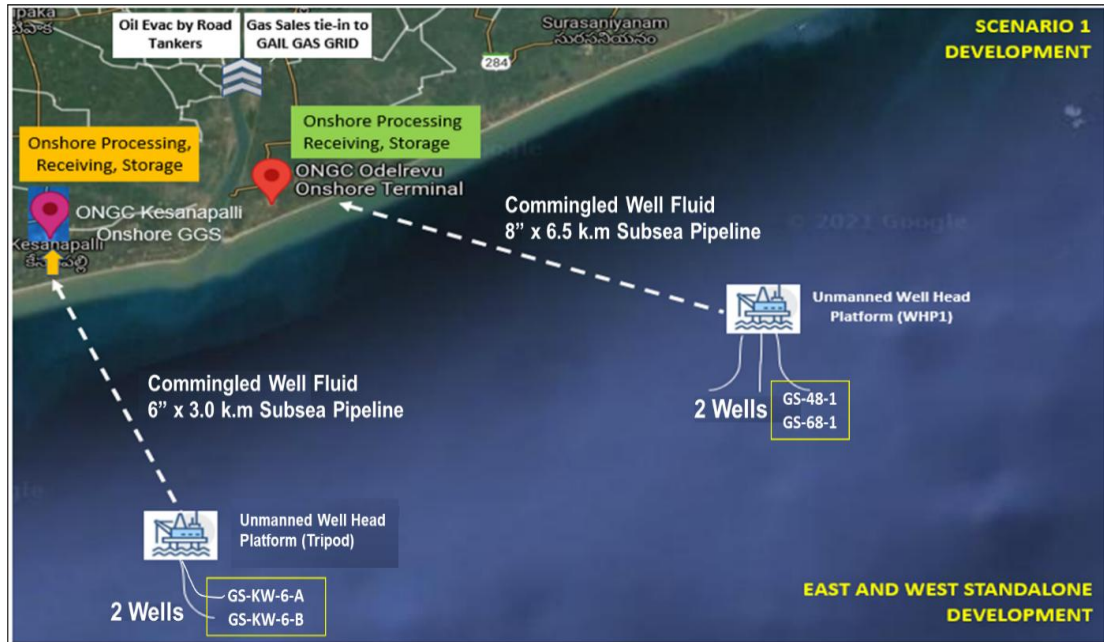 ipaka
టిపాక
Oil Evac by Road
Tankers
Gas Sales tie-in to
GAIL GAS GRID
Surasaniyanam
సురసనియనం
284
SCENARIO 1
DEVELOPMENT
Onshore Processing,
Receiving, Storage
Onshore Processing
Receiving, Storage
ONGC Odelrevu
Onshore Terminal
ONGC Kesanapalli
Onshore GGS
Kesanapalli
Commingled Well Fluid
8” x 6.5 k.m Subsea Pipeline
© 2021 Google
Unmanned Well Head
Platform (WHP1)
Commingled Well Fluid
6” x 3.0 k.m Subsea Pipeline
2 Wells
GS-48-1
GS-68-1
Unmanned Well Head
Platform (Tripod)
2 Wells
GS-KW-6-A
GS-KW-6-B
EAST AND WEST STANDALONE
DEVELOPMENT